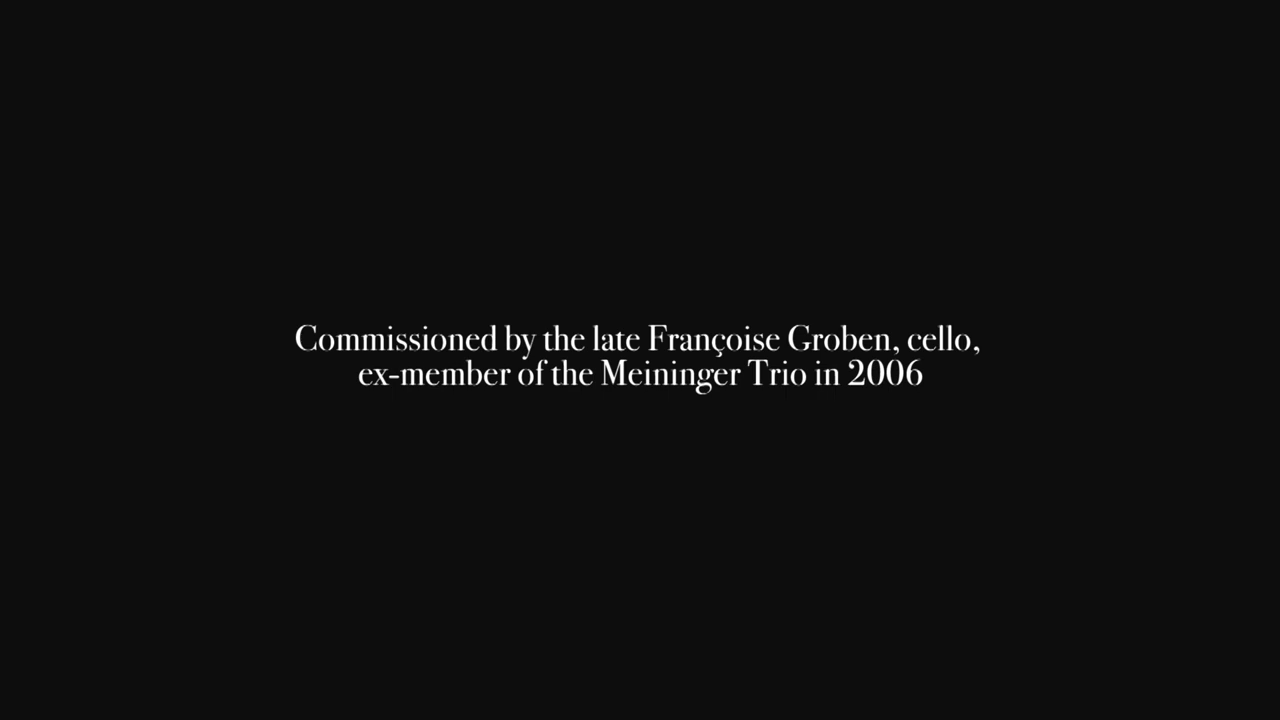 Commissioned by the late Françoise Groben, cello,
ex-member of the Meininger Trio in 2006